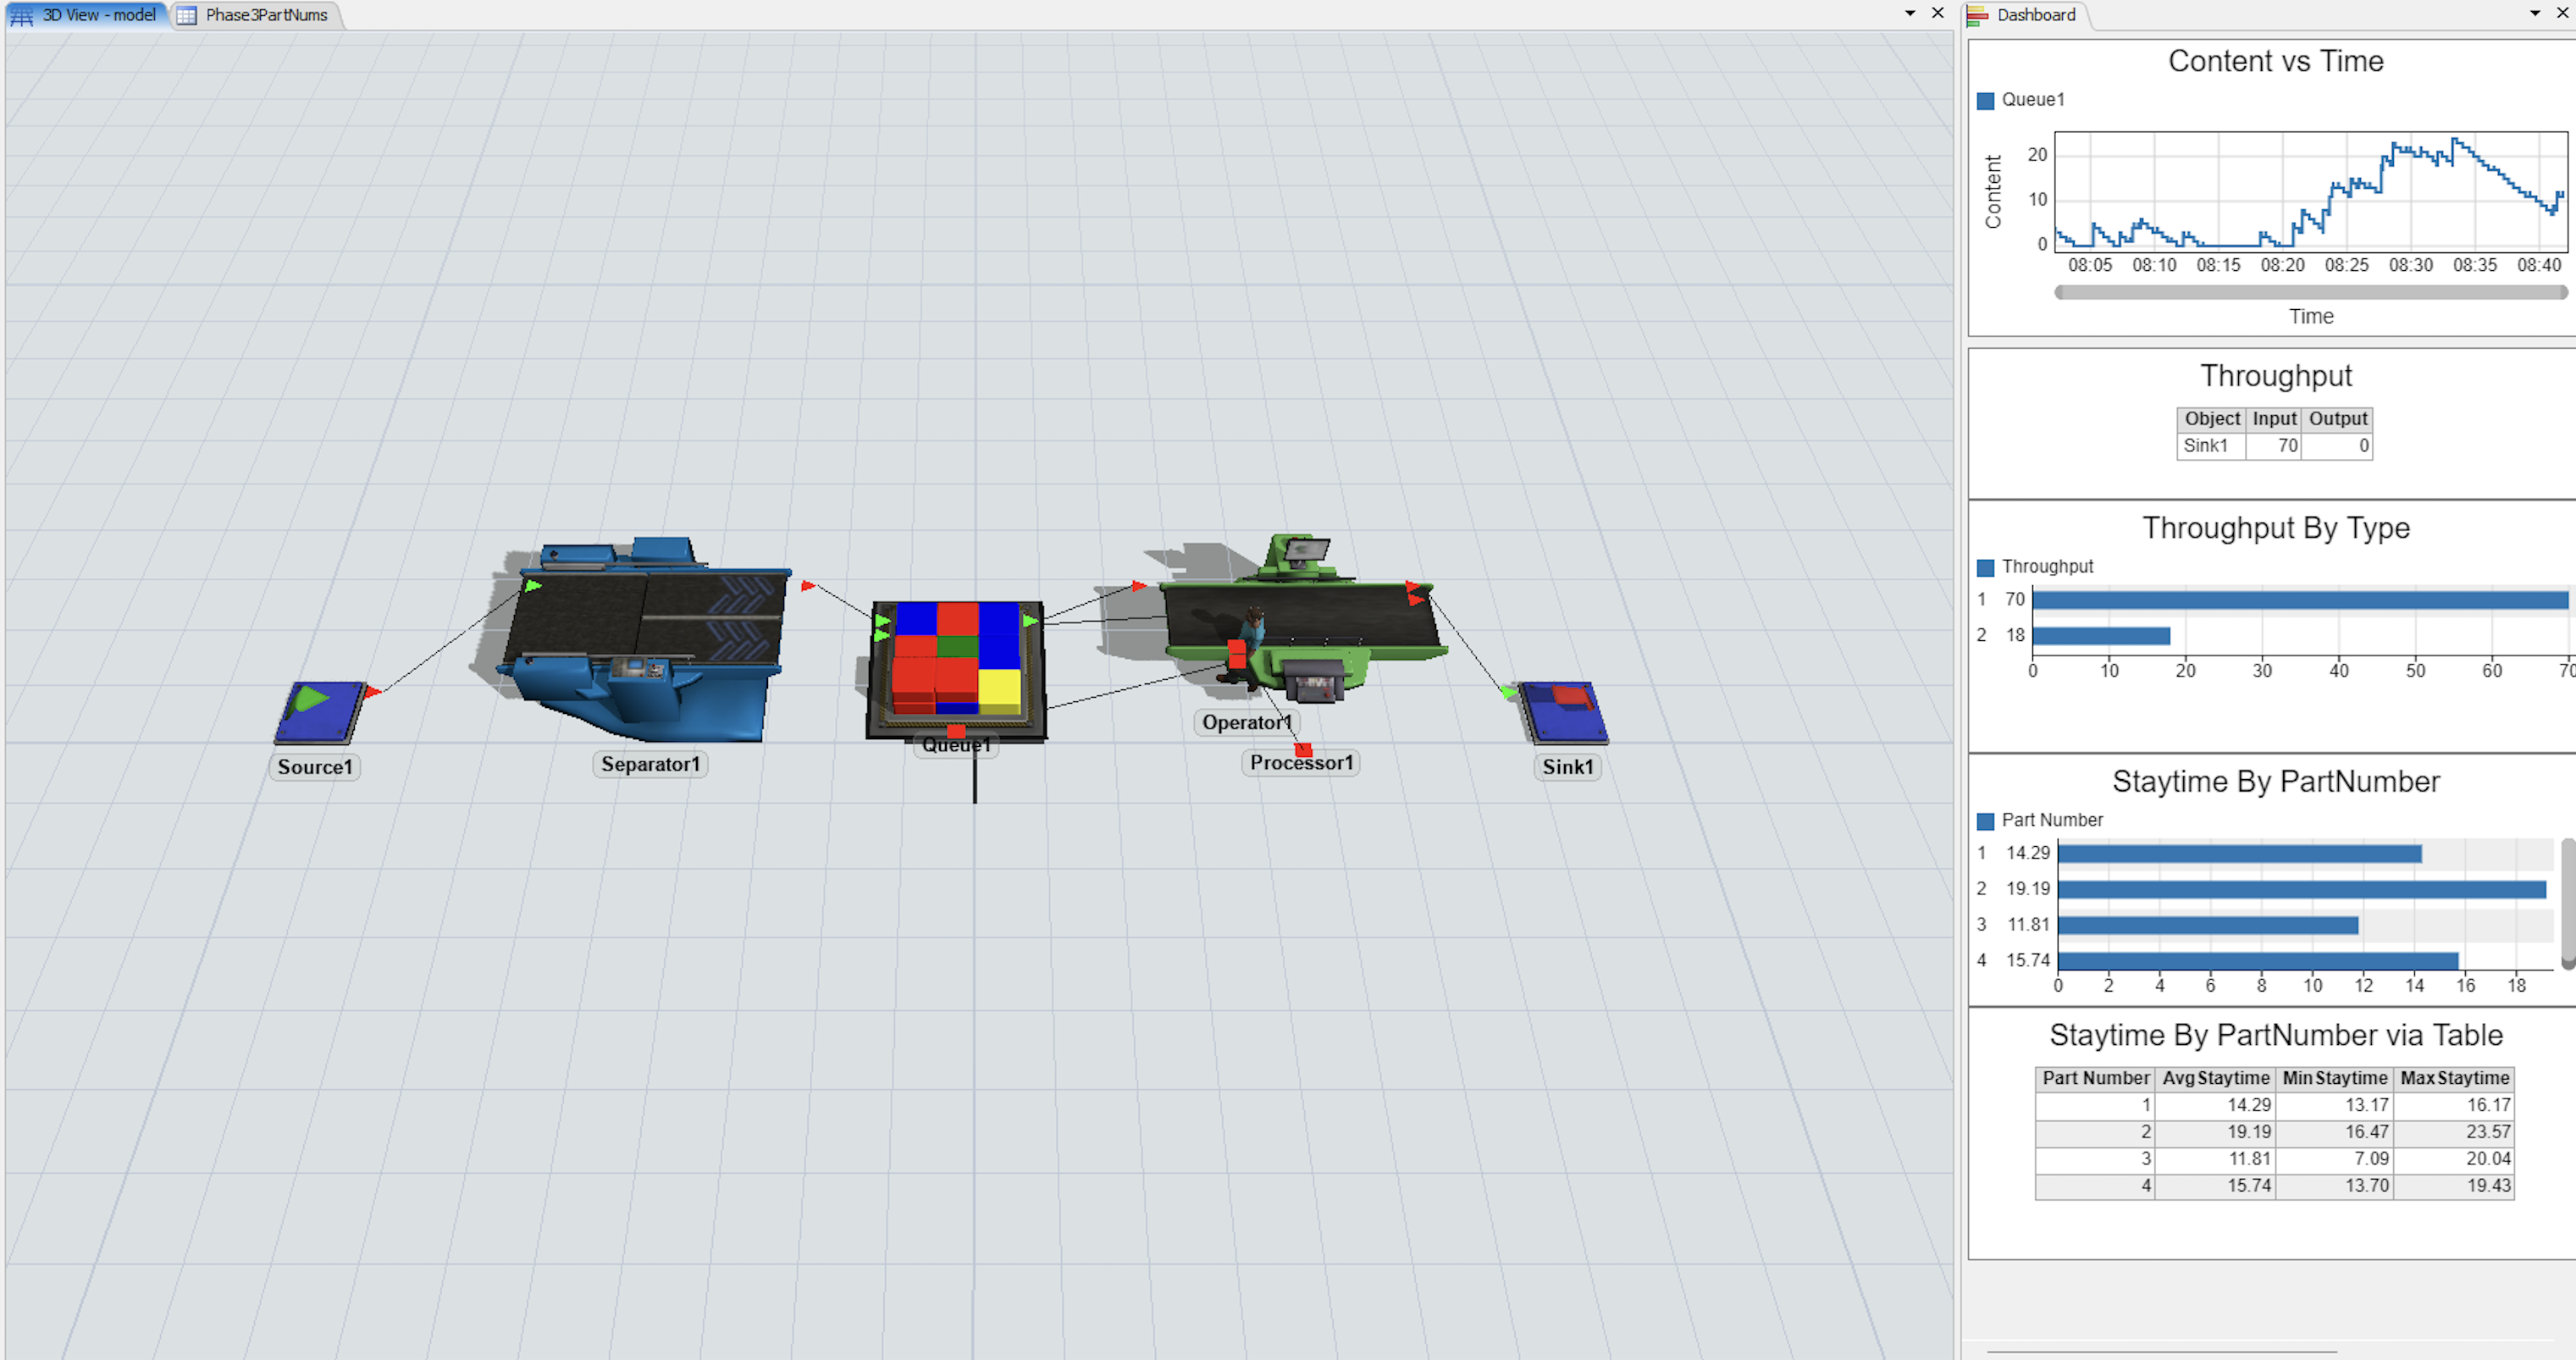 3D View - model
Phase3PartNums
Source1
Separator1
Queue1
Operator1
Processor1
Sink1
Dashboard
Content vs Time
Queue1
Content
20
10
0
08:05 08:10 08:15 08:20 08:25 08:30 08:35 08:40
Time
Throughput
Object Input Output
Sink1 70 0
Throughput By Type
Throughput
1 70
2 18
0 10 20 30 40 50 60 70
Staytime By PartNumber
Part Number
1 14.29
2 19.19
3 11.81
4 15.74
0 2 4 6 8 10 12 14 16 18
Staytime By PartNumber via Table
Part Number Avg Staytime Min Staytime Max Staytime
1 14.29 13.17 16.17
2 19.19 16.47 23.57
3 11.81 7.09 20.04
4 15.74 13.70 19.43